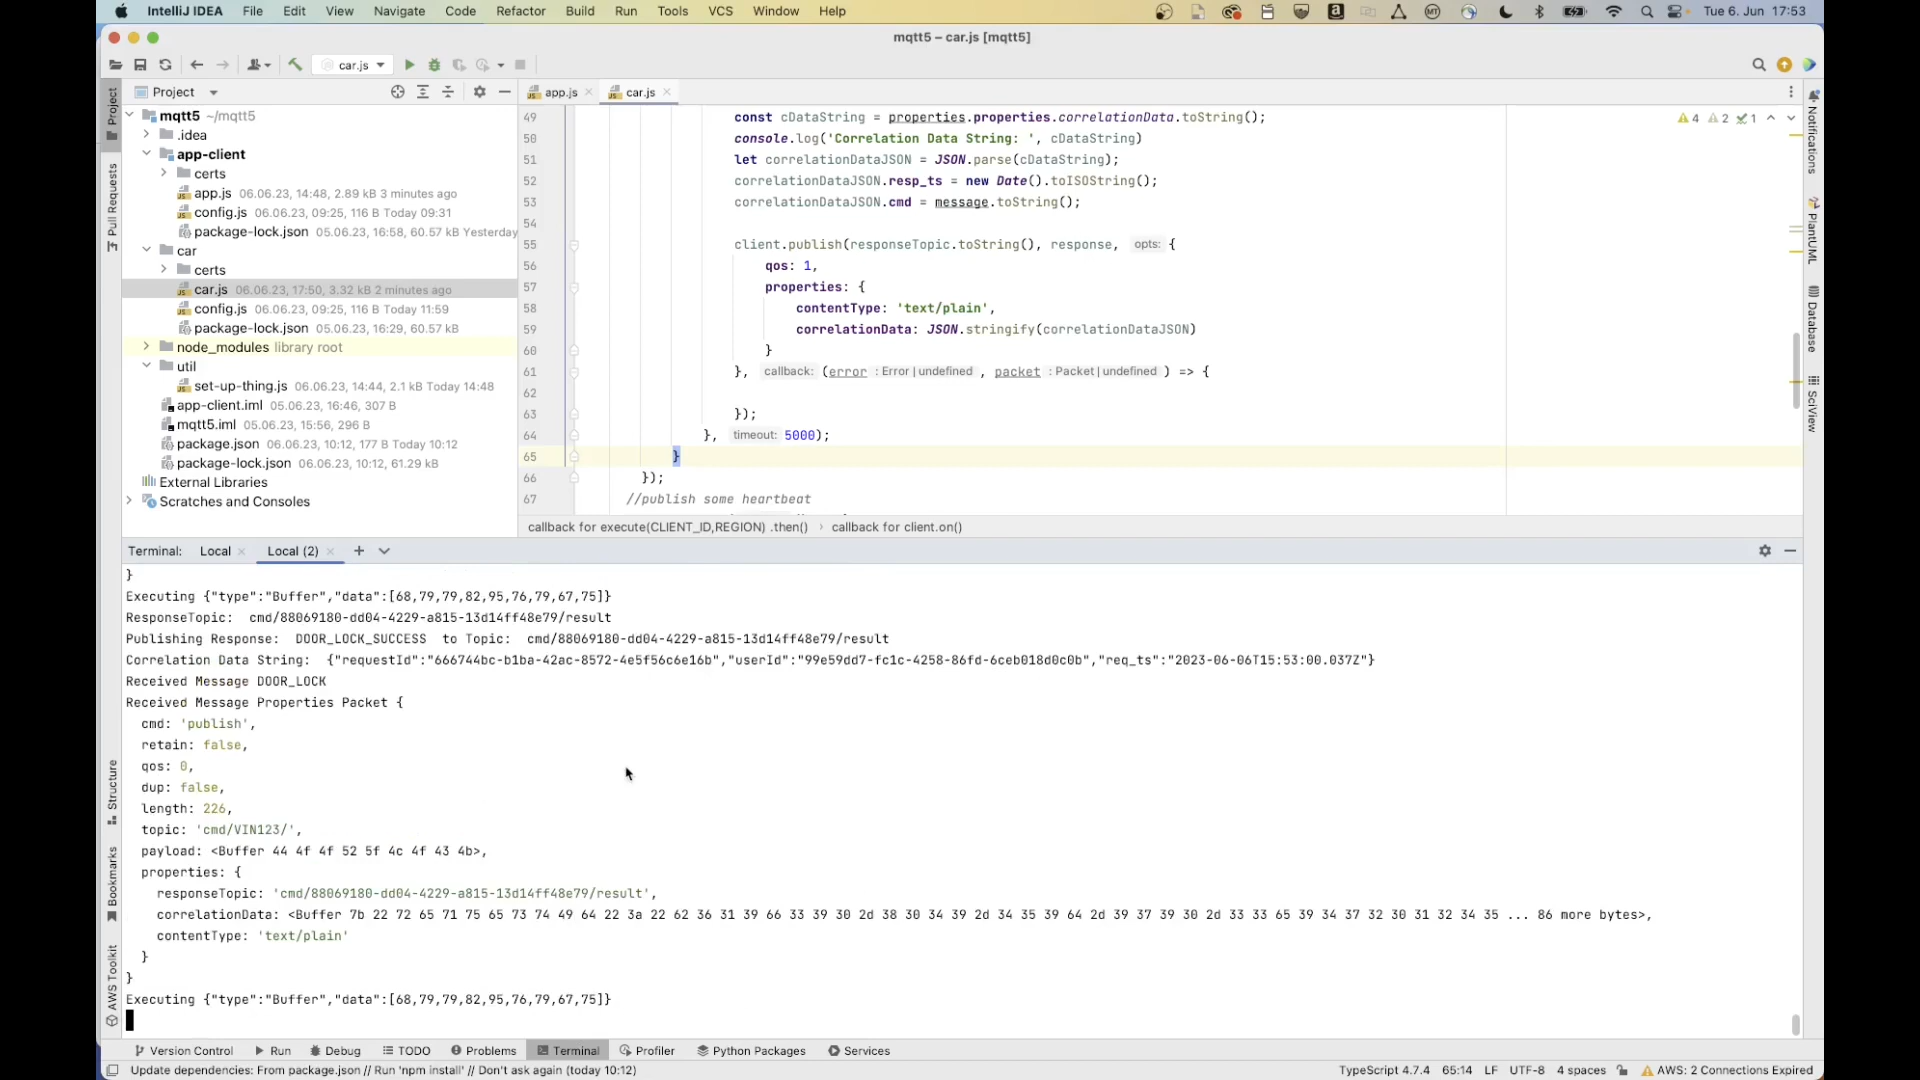 IntelliJ IDEA File Edit View Navigate Code Refactor Build Run Tools VCS Window Help Tue 6. Jun 17:53
mqtt5 – car.js [mqtt5]
car.js
Project
app.js
car.js
mqtt5 ~/mqtt5
.idea
app-client
certs
app.js 06.06.23, 14:48, 2.89 kB 3 minutes ago
config.js 06.06.23, 09:25, 116 B Today 09:31
package-lock.json 05.06.23, 16:58, 60.57 kB Yesterday
car
certs
car.js 06.06.23, 17:50, 3.32 kB 2 minutes ago
config.js 06.06.23, 09:25, 116 B Today 11:59
package-lock.json 05.06.23, 16:29, 60.57 kB
node_modules library root
util
set-up-thing.js 06.06.23, 14:44, 2.1 kB Today 14:48
app-client.iml 05.06.23, 16:46, 307 B
mqtt5.iml 05.06.23, 15:56, 296 B
package.json 06.06.23, 10:12, 177 B Today 10:12
package-lock.json 06.06.23, 10:12, 61.29 kB
External Libraries
Scratches and Consoles
49 const cDataString = properties.properties.correlationData.toString();
50 console.log('Correlation Data String: ', cDataString)
51 let correlationDataJSON = JSON.parse(cDataString);
52 correlationDataJSON.resp_ts = new Date().toISOString();
53 correlationDataJSON.cmd = message.toString();
54
55 client.publish(responseTopic.toString(), response, opts: {
56 qos: 1,
57 properties: {
58 contentType: 'text/plain',
59 correlationData: JSON.stringify(correlationDataJSON)
60 }
61 }, callback: (error : Error | undefined , packet : Packet | undefined ) => {
62
63 });
64 }, timeout: 5000);
65 }
66 });
67 //publish some heartbeat
4 2 1
callback for execute(CLIENT_ID,REGION) .then() › callback for client.on()
Project
Pull Requests
Structure
Bookmarks
AWS Toolkit
Notifications
PlantUML
Database
SciView
Terminal: Local Local (2)
}
Executing {"type":"Buffer","data":[68,79,79,82,95,76,79,67,75]}
ResponseTopic: cmd/88069180-dd04-4229-a815-13d14ff48e79/result
Publishing Response: DOOR_LOCK_SUCCESS to Topic: cmd/88069180-dd04-4229-a815-13d14ff48e79/result
Correlation Data String: {"requestId":"666744bc-b1ba-42ac-8572-4e5f56c6e16b","userId":"99e59dd7-fc1c-4258-86fd-6ceb018d0c0b","req_ts":"2023-06-06T15:53:00.037Z"}
Received Message DOOR_LOCK
Received Message Properties Packet {
cmd: 'publish',
retain: false,
qos: 0,
dup: false,
length: 226,
topic: 'cmd/VIN123/',
payload: <Buffer 44 4f 4f 52 5f 4c 4f 43 4b>,
properties: {
responseTopic: 'cmd/88069180-dd04-4229-a815-13d14ff48e79/result',
correlationData: <Buffer 7b 22 72 65 71 75 65 73 74 49 64 22 3a 22 62 36 31 39 66 33 39 30 2d 38 30 34 39 2d 34 35 39 64 2d 39 37 39 30 2d 33 33 65 39 34 37 32 30 31 32 34 35 ... 86 more bytes>,
contentType: 'text/plain'
}
}
Executing {"type":"Buffer","data":[68,79,79,82,95,76,79,67,75]}
Version Control Run Debug TODO Problems Terminal Profiler Python Packages Services
Update dependencies: From package.json // Run 'npm install' // Don't ask again (today 10:12) TypeScript 4.7.4 65:14 LF UTF-8 4 spaces AWS: 2 Connections Expired